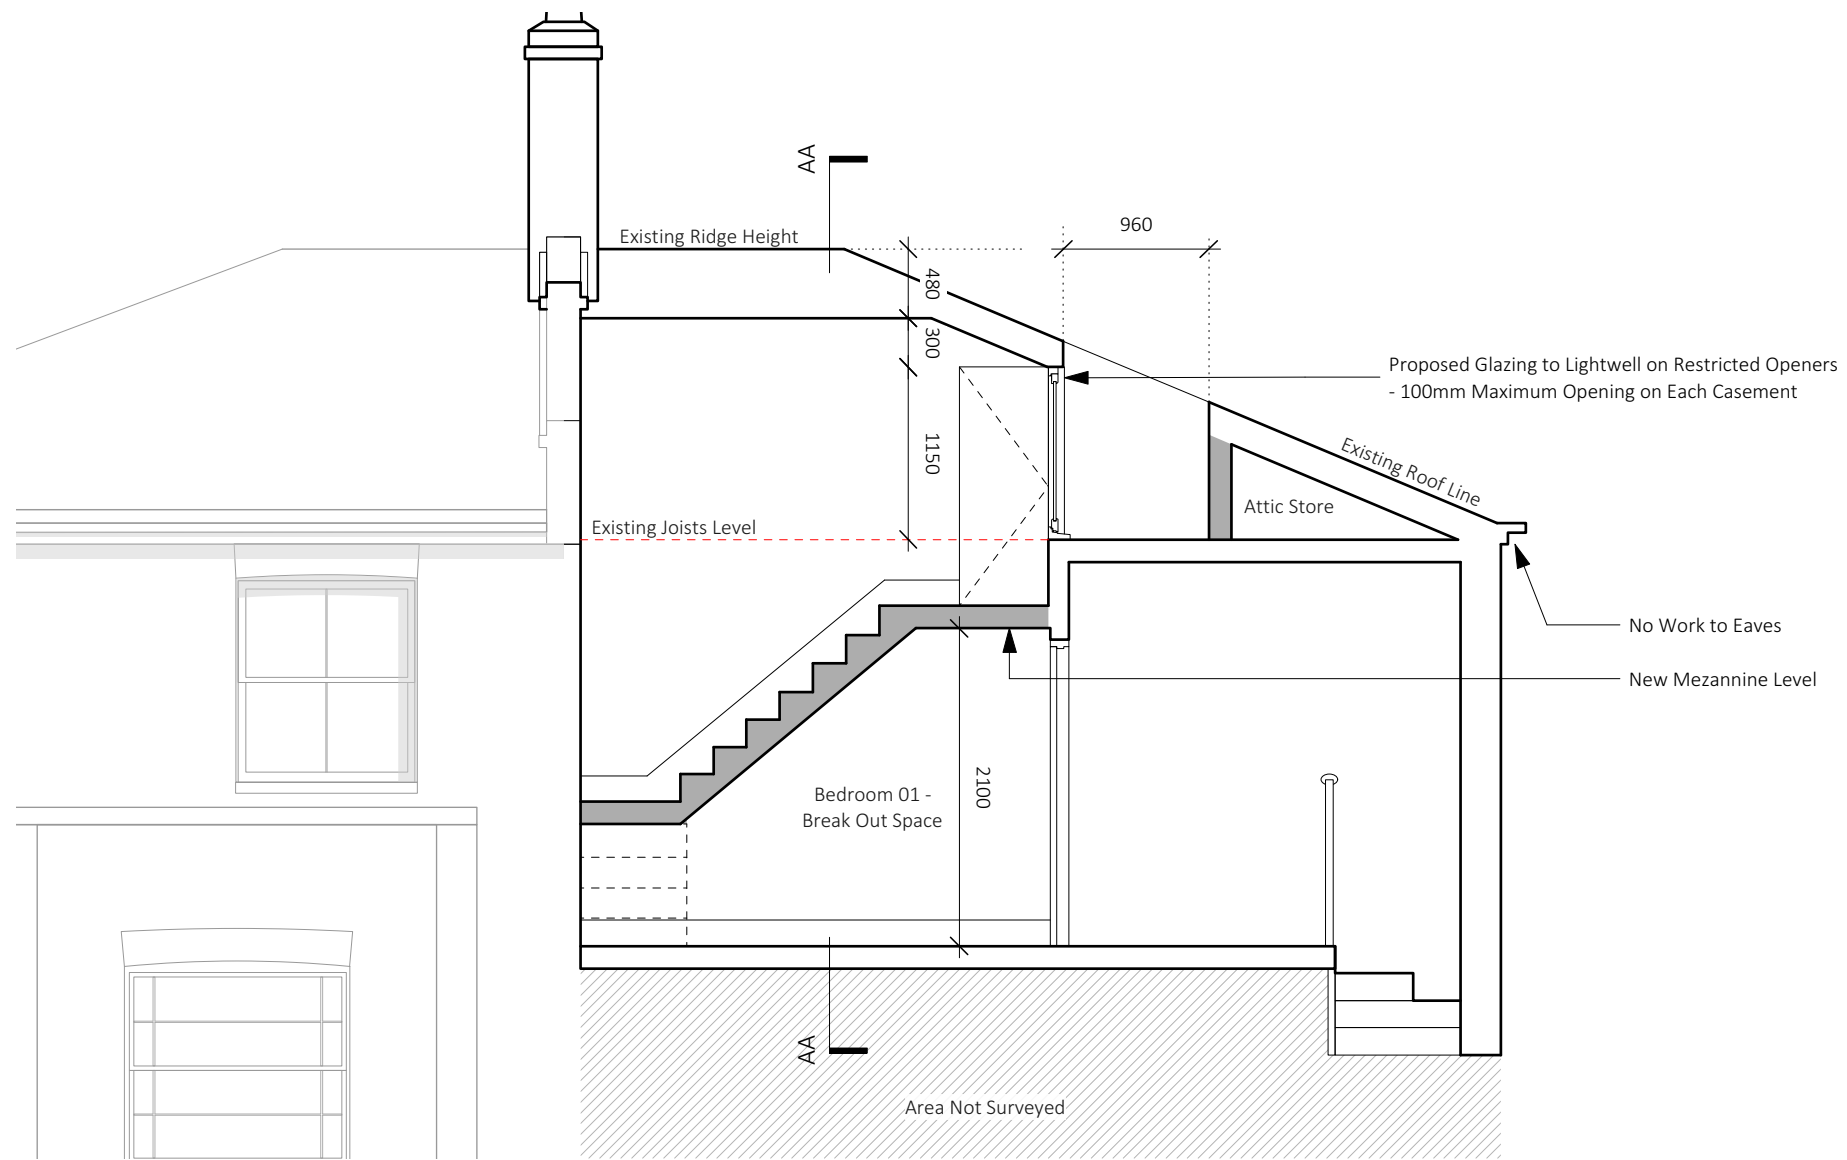 AA
960
Existing Ridge Height
480
300
Proposed Glazing to Lightwell on Restricted Openers
- 100mm Maximum Opening on Each Casement
1150
Existing Roof Line
Attic Store
Existing Joists Level
No Work to Eaves
New Mezannine Level
2100
Bedroom 01 -
Break Out Space
AA
Area Not Surveyed